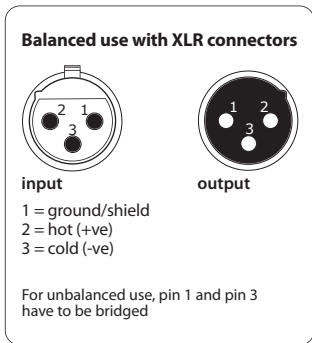 Balanced use with XLR connectors
2 1
3
1 2
3
input
output
1 = ground/shield
2 = hot (+ve)
3 = cold (-ve)
For unbalanced use, pin 1 and pin 3
have to be bridged